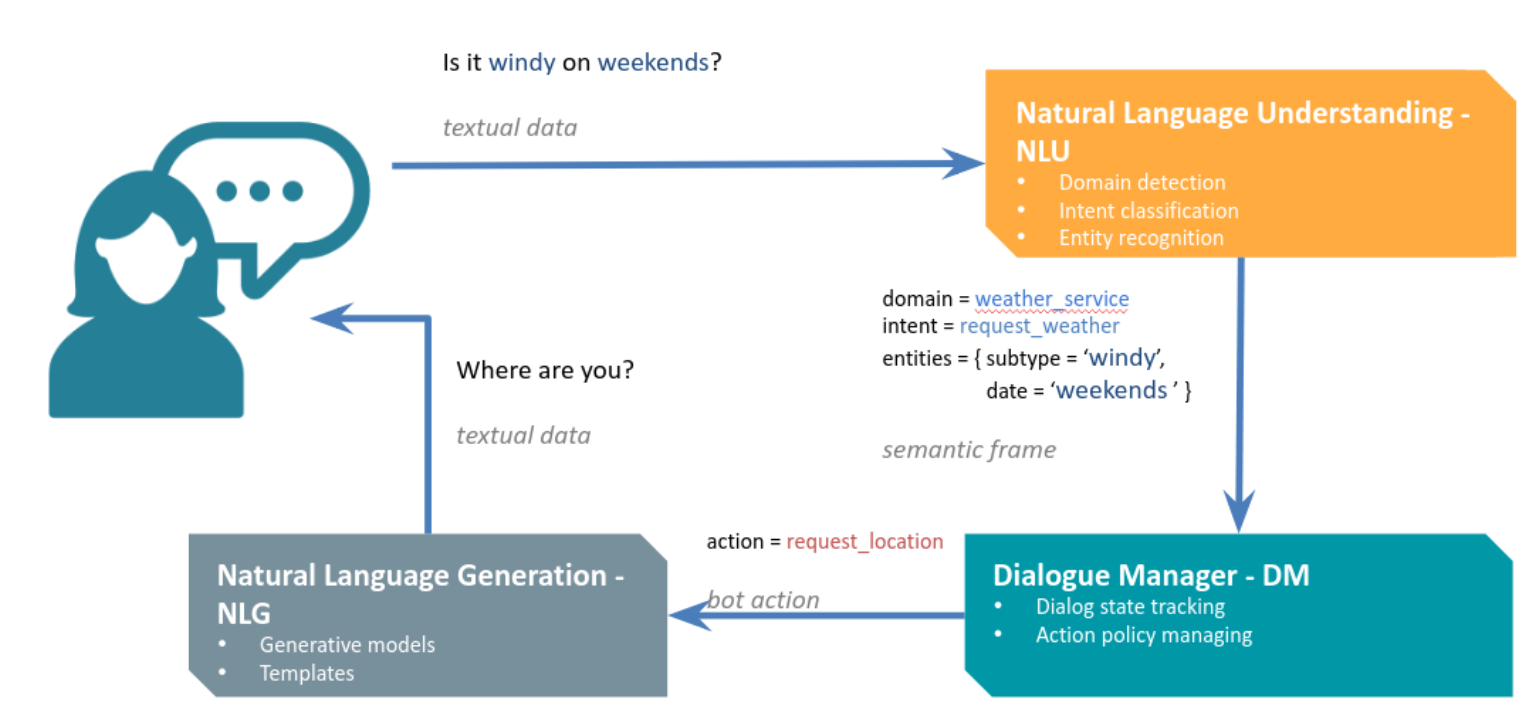 Is it windy on weekends?
textual data
Natural Language Understanding -
NLU
• Domain detection
• Intent classification
• Entity recognition
domain = weather_service
intent = request_weather
entities = { subtype = ‘windy’,
date = ‘weekends ’ }
semantic frame
Where are you?
textual data
action = request_location
bot action
Natural Language Generation -
NLG
• Generative models
• Templates
Dialogue Manager - DM
• Dialog state tracking
• Action policy managing